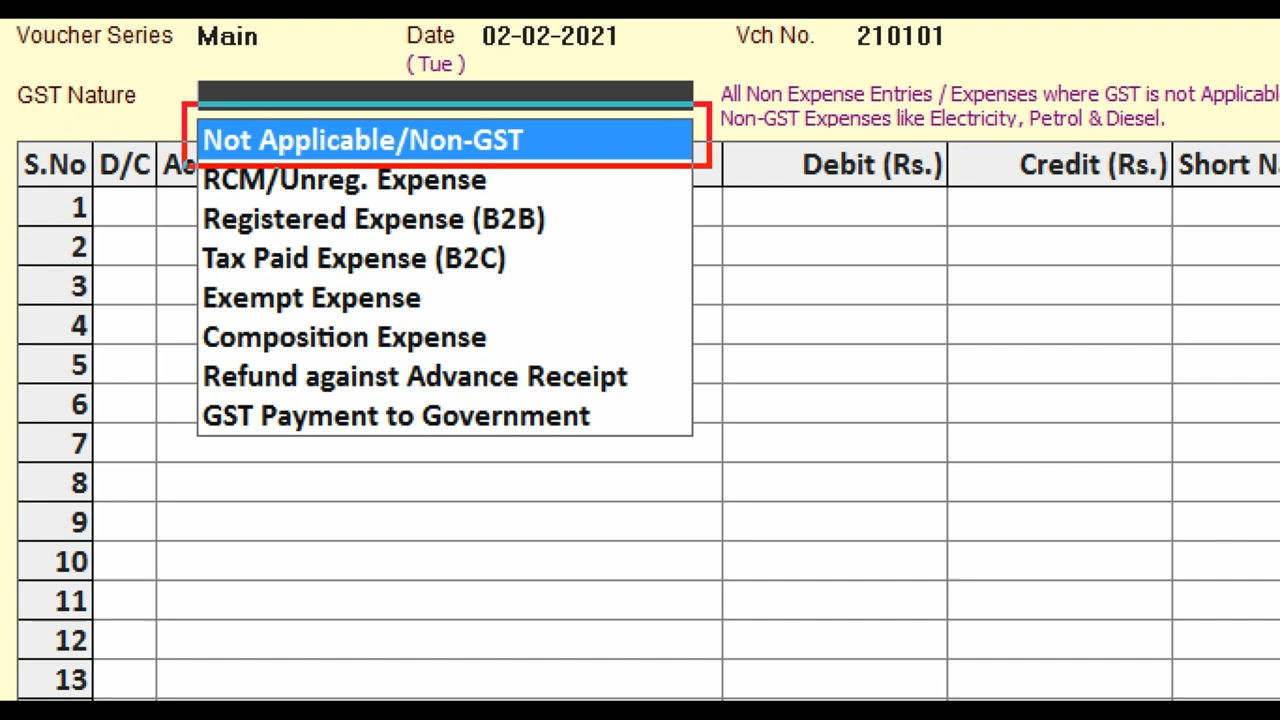 Voucher Series Main Date 02-02-2021 Vch No. 210101
( Tue )
GST Nature
All Non Expense Entries / Expenses where GST is not
Non-GST Expenses like Electricity, Petrol & Diesel.
Not Applicable/Non-GST
S.No D/C Debit (Rs.) Credit (Rs.) Short
RCM/Unreg. Expense
1
Registered Expense (B2B)
2
Tax Paid Expense (B2C)
3
Exempt Expense
4
Composition Expense
5
Refund against Advance Receipt
6
GST Payment to Government
7
8
9
10
11
12
13